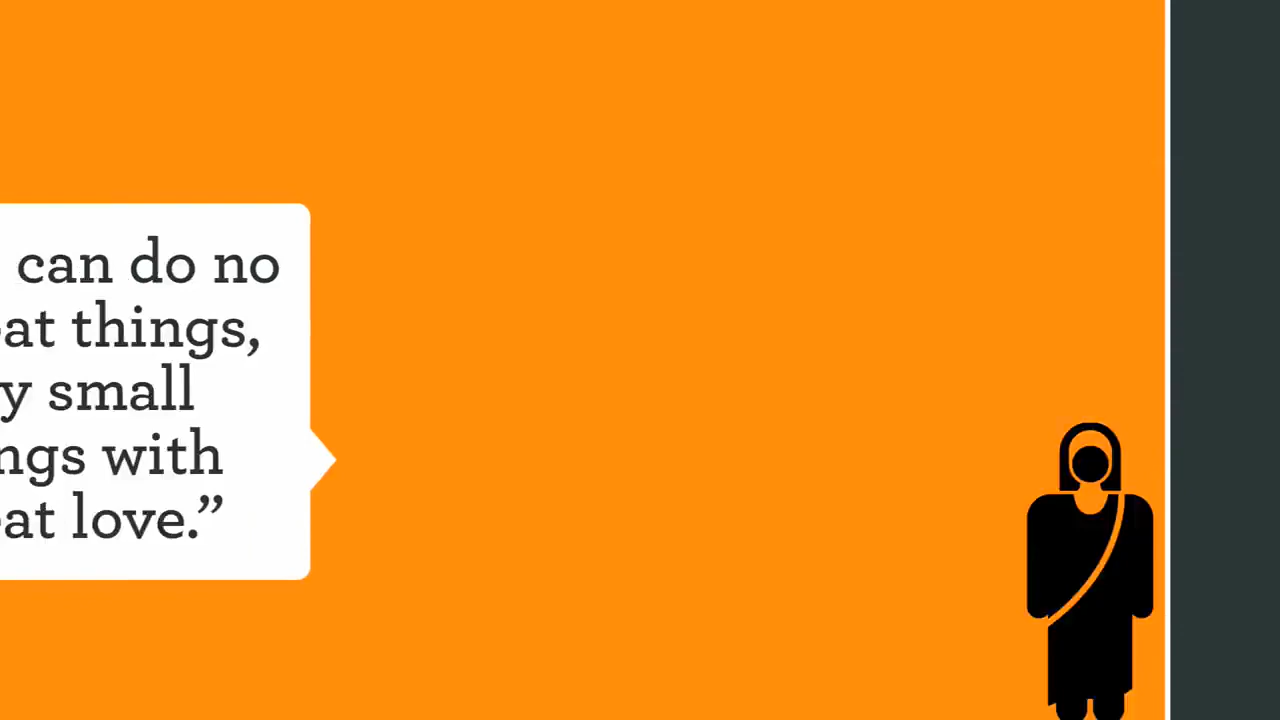 can do no
at things,
y small
ngs with
at love.”